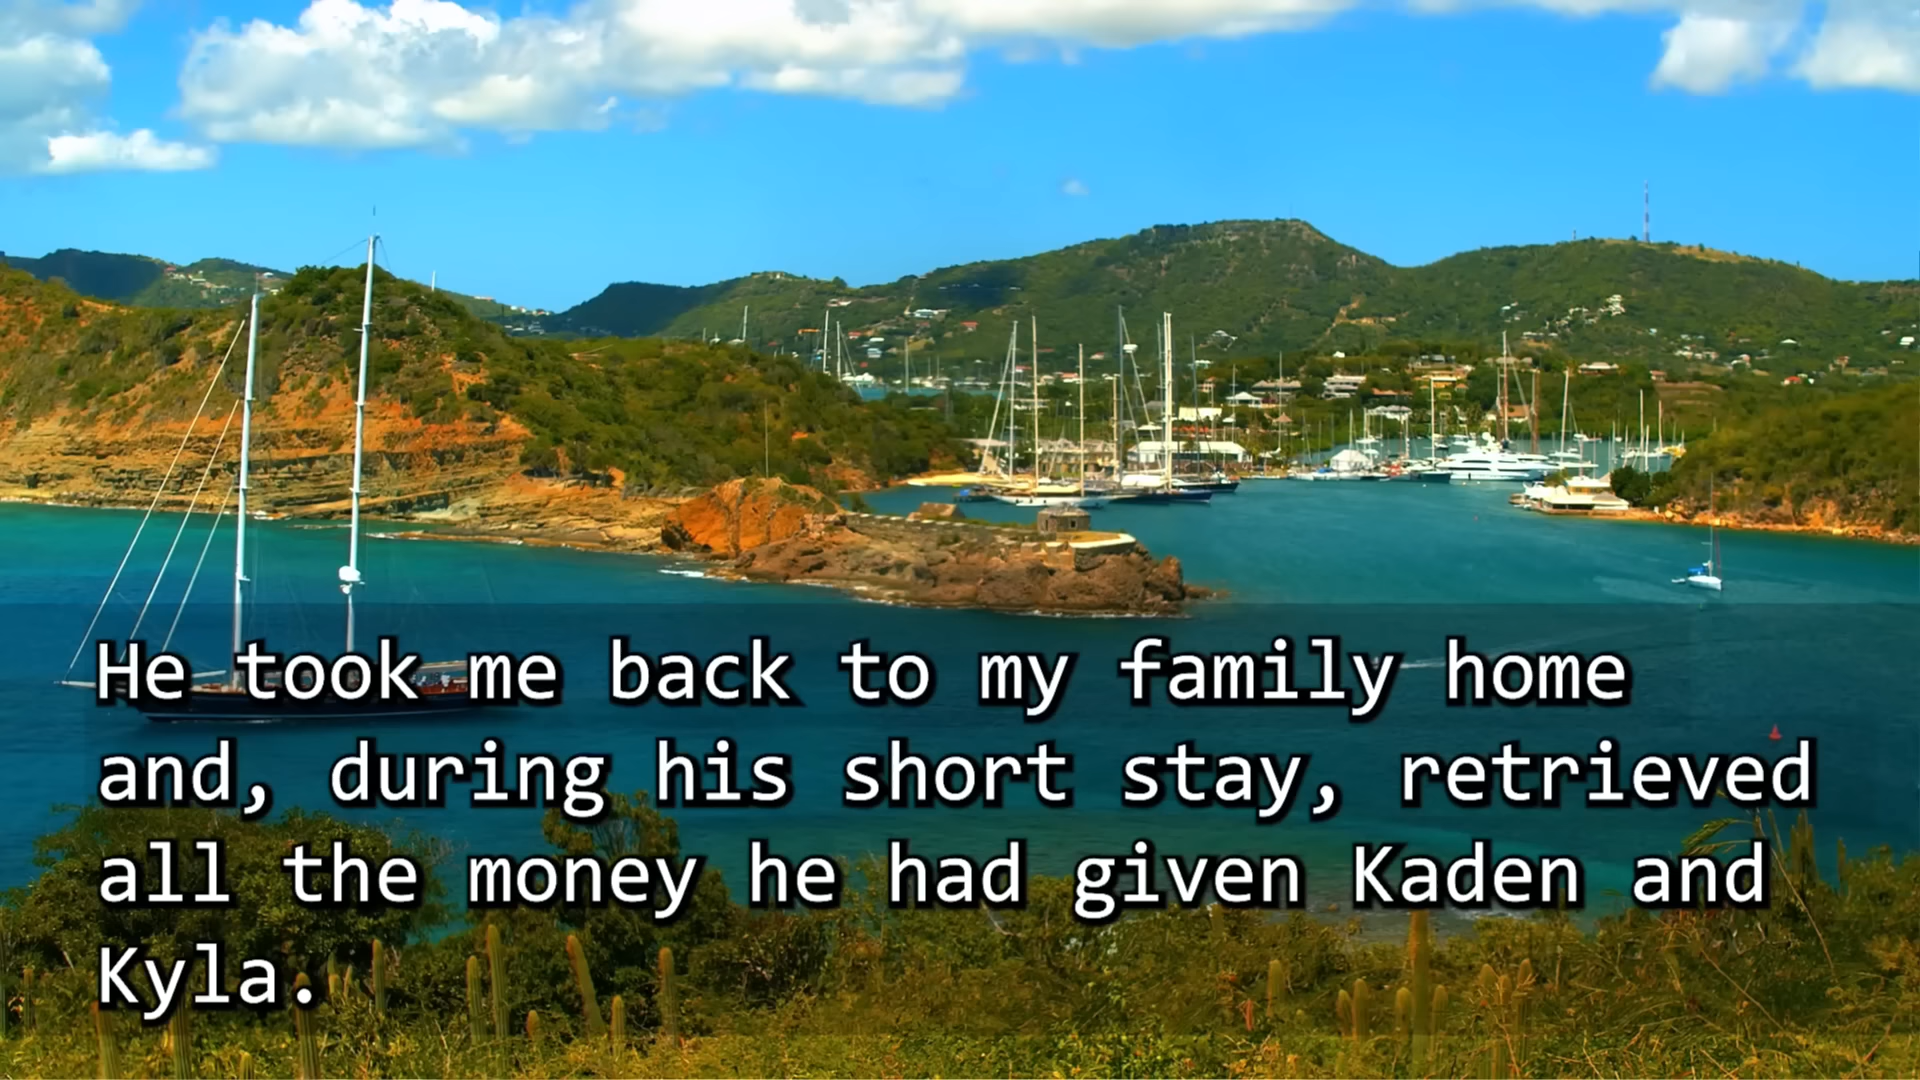 He took me back to my family home
and, during his short stay, retrieved
all the money he had given Kaden and
Kyla.